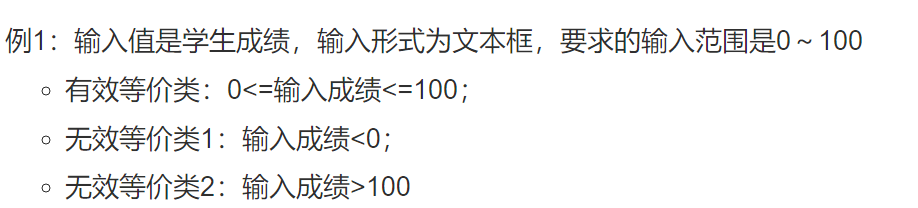 例1：输入值是学生成绩，输入形式为文本框，要求的输入范围是0～100
有效等价类：0<=输入成绩<=100；
无效等价类1：输入成绩<0；
无效等价类2：输入成绩>100